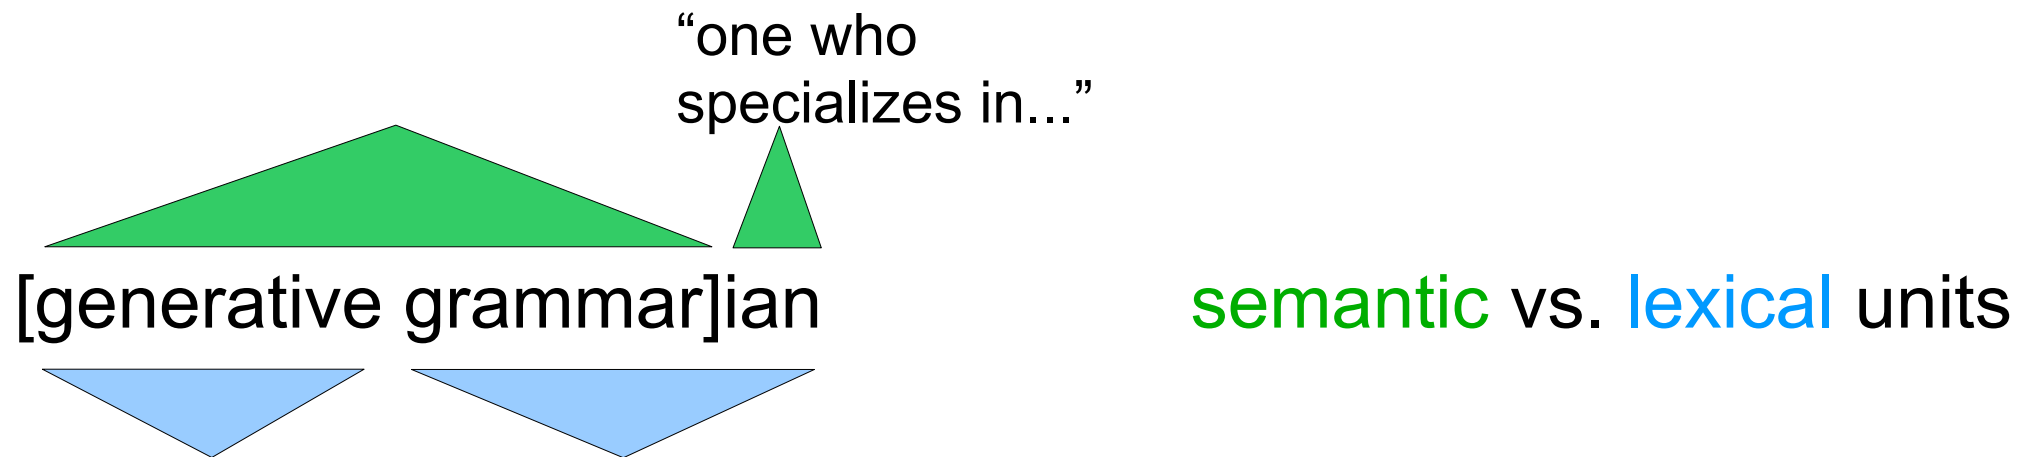 “one who
specializes in...”
[generative grammar]ian
semantic vs. lexical units